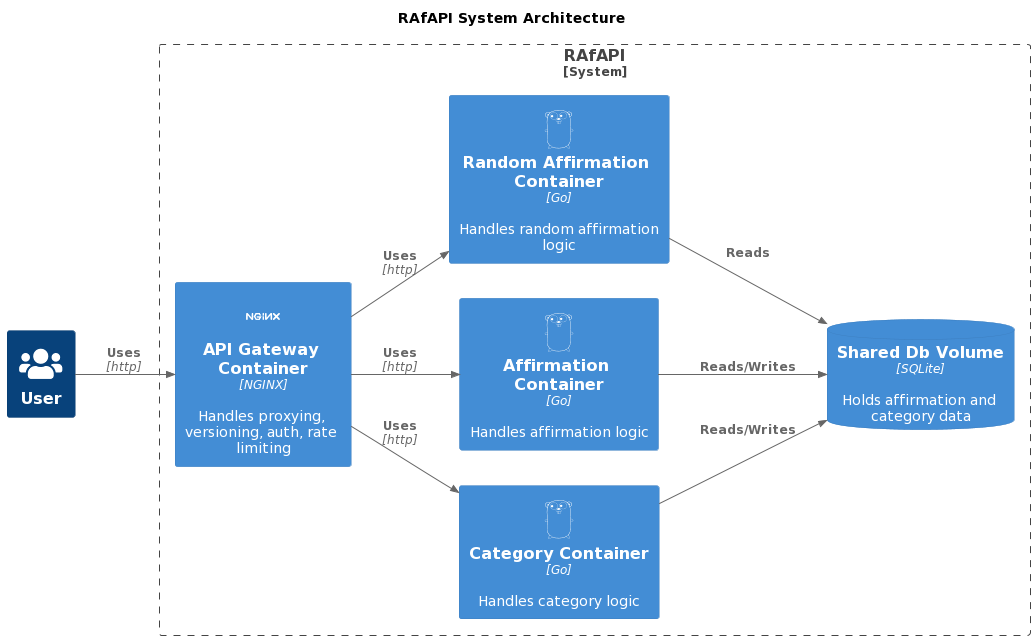 RAfAPI System Architecture
RAfAPI
[System]
Random Affirmation
Container
[Go]
Handles random affirmation
logic
Uses
[http]
Reads
NGINX
API Gateway
Container
[NGINX]
Handles proxying,
versioning, auth, rate
limiting
User
Uses
[http]
Uses
[http]
Affirmation
Container
[Go]
Handles affirmation logic
Reads/Writes
Shared Db Volume
[SQLite]
Holds affirmation and
category data
Uses
[http]
Reads/Writes
Category Container
[Go]
Handles category logic